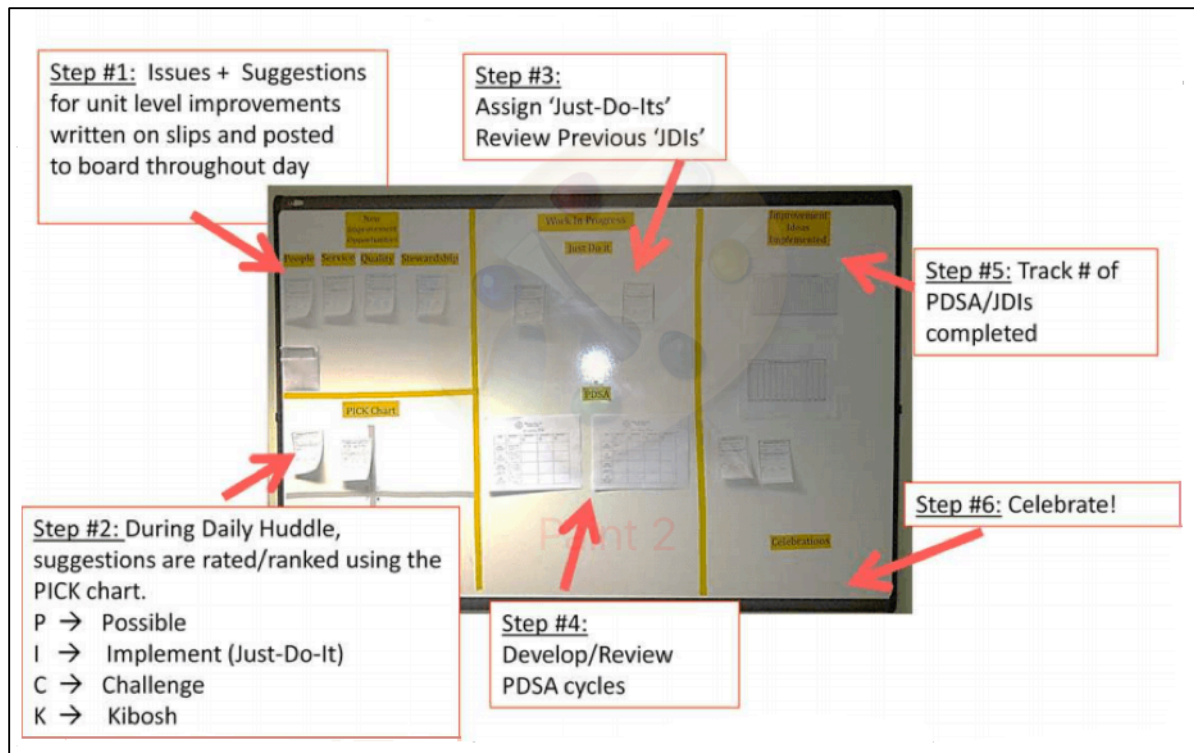 Step #1: Issues + Suggestions
for unit level improvements
written on slips and posted
to board throughout day
Step #3:
Assign ‘Just-Do-Its’
Review Previous ‘JDIs’
New
Improvement
Opportunities
People Service Quality Stewardship
Work In Progress
Just Do it
Improvement
Ideas
Implemented
Step #5: Track # of
PDSA/JDIs
completed
PDSA
PICK Chart
Step #6: Celebrate!
Celebrations
Paint 2
Step #2: During Daily Huddle,
suggestions are rated/ranked using the
PICK chart.
P → Possible
I → Implement (Just-Do-It)
C → Challenge
K → Kibosh
Step #4:
Develop/Review
PDSA cycles